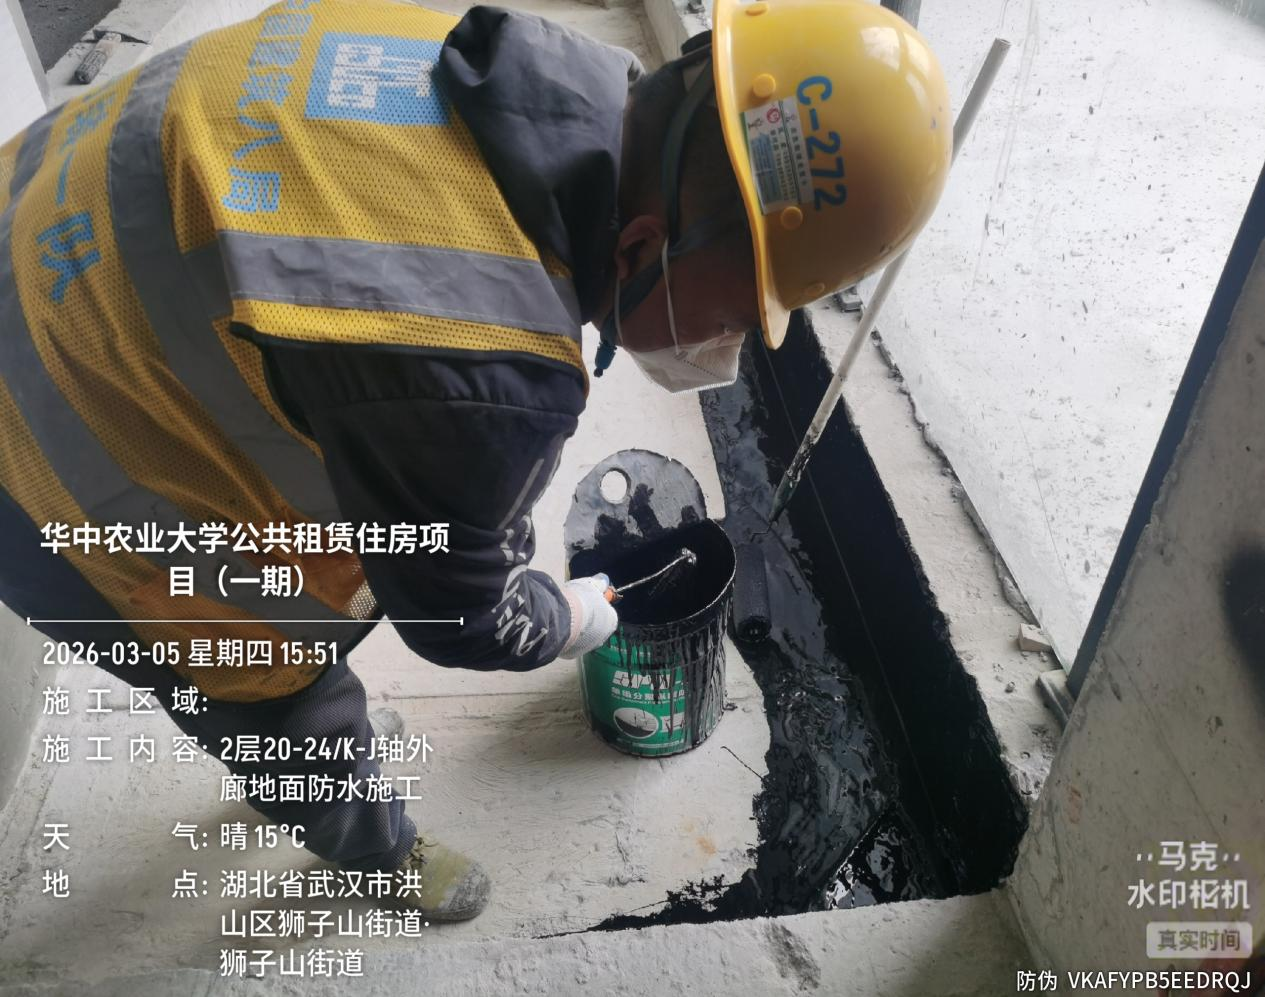 C-272
华中农业大学公共租赁住房项
目（一期）
2026-03-05 星期四 15:51
施工区域:
施工内容: 2层20-24/K-J轴外
廊地面防水施工
天气: 晴 15°C
地点: 湖北省武汉市洪
山区狮子山街道·
狮子山街道
马克
水印相机
真实时间
防伪 VKAFYPB5EEDRQJ